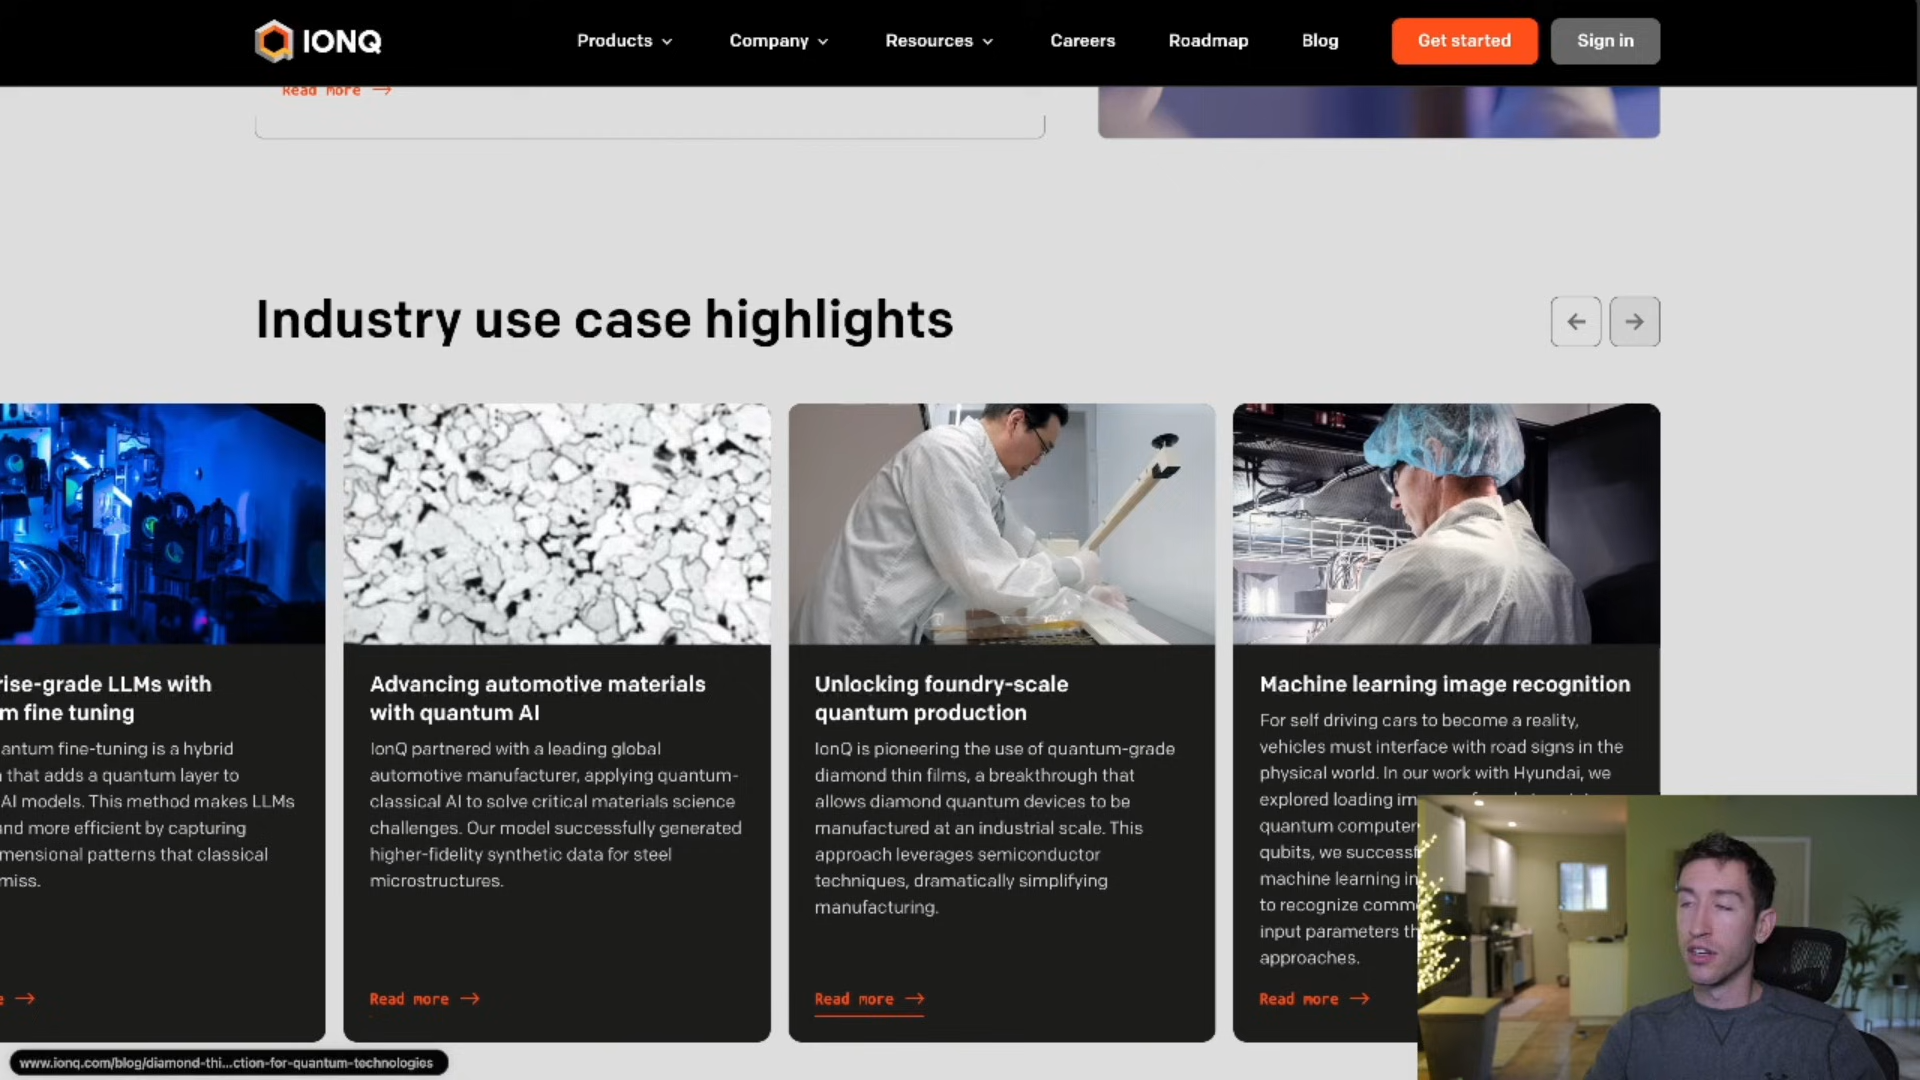 IONQ
Products
Company
Resources
Careers
Roadmap
Blog
Get started
Sign in
Read more
Industry use case highlights
rise-grade LLMs with
m fine tuning
antum fine-tuning is a hybrid
that adds a quantum layer to
AI models. This method makes LLMs
and more efficient by capturing
mensional patterns that classical
miss.
Advancing automotive materials
with quantum AI
IonQ partnered with a leading global
automotive manufacturer, applying quantum-
classical AI to solve critical materials science
challenges. Our model successfully generated
higher-fidelity synthetic data for steel
microstructures.
Read more
Unlocking foundry-scale
quantum production
IonQ is pioneering the use of quantum-grade
diamond thin films, a breakthrough that
allows diamond quantum devices to be
manufactured at an industrial scale. This
approach leverages semiconductor
techniques, dramatically simplifying
manufacturing.
Read more
Machine learning image recognition
For self driving cars to become a reality,
vehicles must interface with road signs in the
physical world. In our work with Hyundai, we
explored loading
quantum computer
qubits, we
machine learning
to recognize
input parameters
approaches.
Read more
www.ionq.com/blog/diamond-thi...ction-for-quantum-technologies